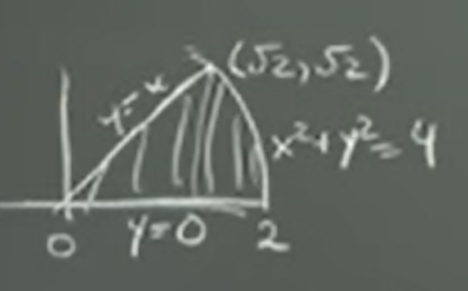 (√2, √2)
y = x
x² + y² = 4
0 y = 0 2